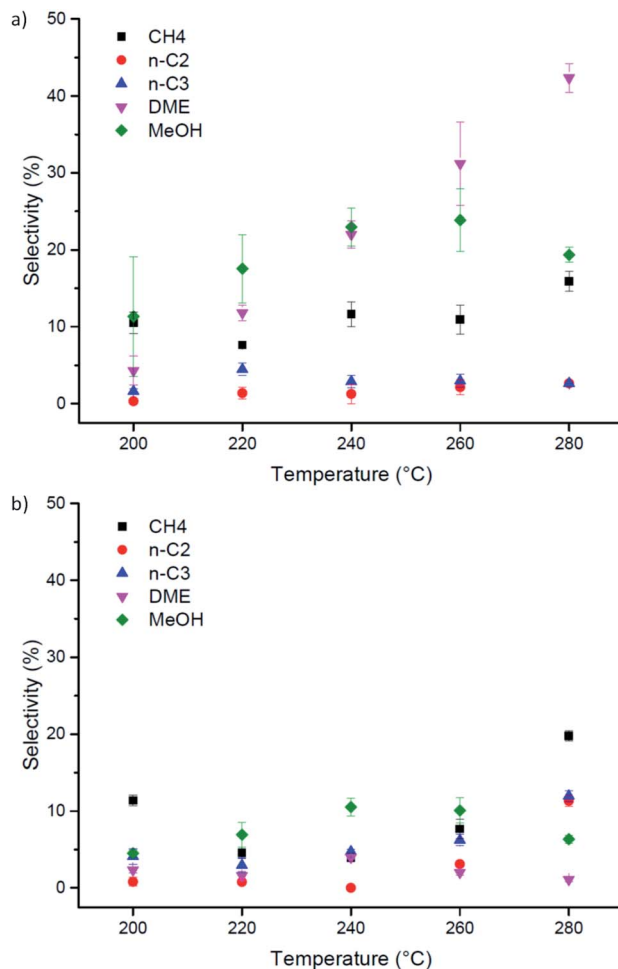 a)
50
40
30
20
10
0
Selectivity (%)
CH4
n-C2
n-C3
DME
MeOH
200 220 240 260 280
Temperature (°C)
b)
50
40
30
20
10
0
Selectivity (%)
CH4
n-C2
n-C3
DME
MeOH
200 220 240 260 280
Temperature (°C)